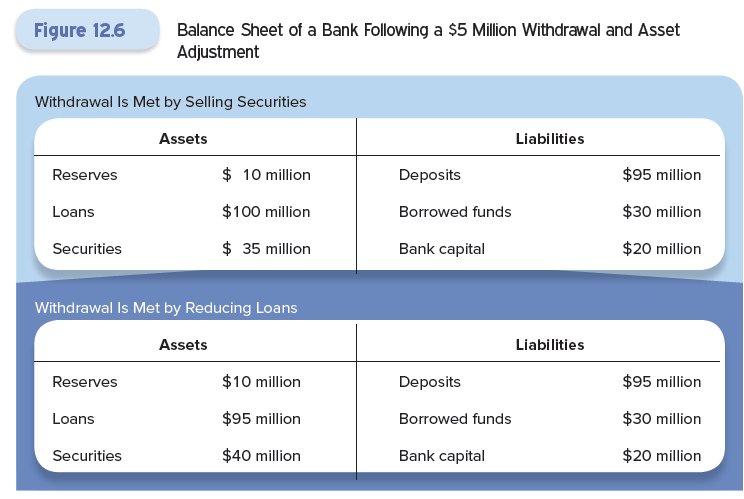 Figure 12.6
Balance Sheet of a Bank Following a $5 Million Withdrawal and Asset
Adjustment
Withdrawal Is Met by Selling Securities
Assets Liabilities
Reserves $ 10 million Deposits $95 million
Loans $100 million Borrowed funds $30 million
Securities $ 35 million Bank capital $20 million
Withdrawal Is Met by Reducing Loans
Assets Liabilities
Reserves $10 million Deposits $95 million
Loans $95 million Borrowed funds $30 million
Securities $40 million Bank capital $20 million